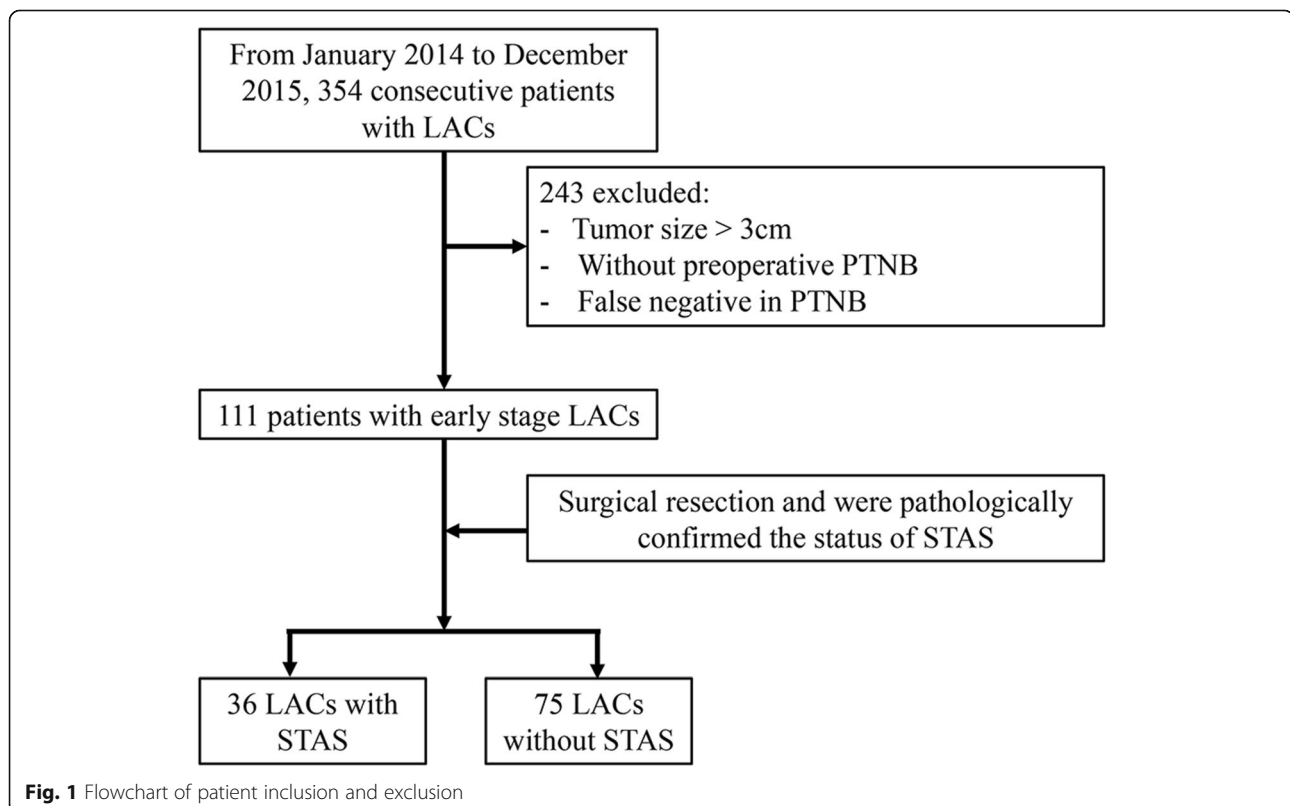 From January 2014 to December
2015, 354 consecutive patients
with LACs
243 excluded:
- Tumor size > 3cm
- Without preoperative PTNB
- False negative in PTNB
111 patients with early stage LACs
Surgical resection and were pathologically
confirmed the status of STAS
36 LACs with
STAS
75 LACs
without STAS
Fig. 1 Flowchart of patient inclusion and exclusion